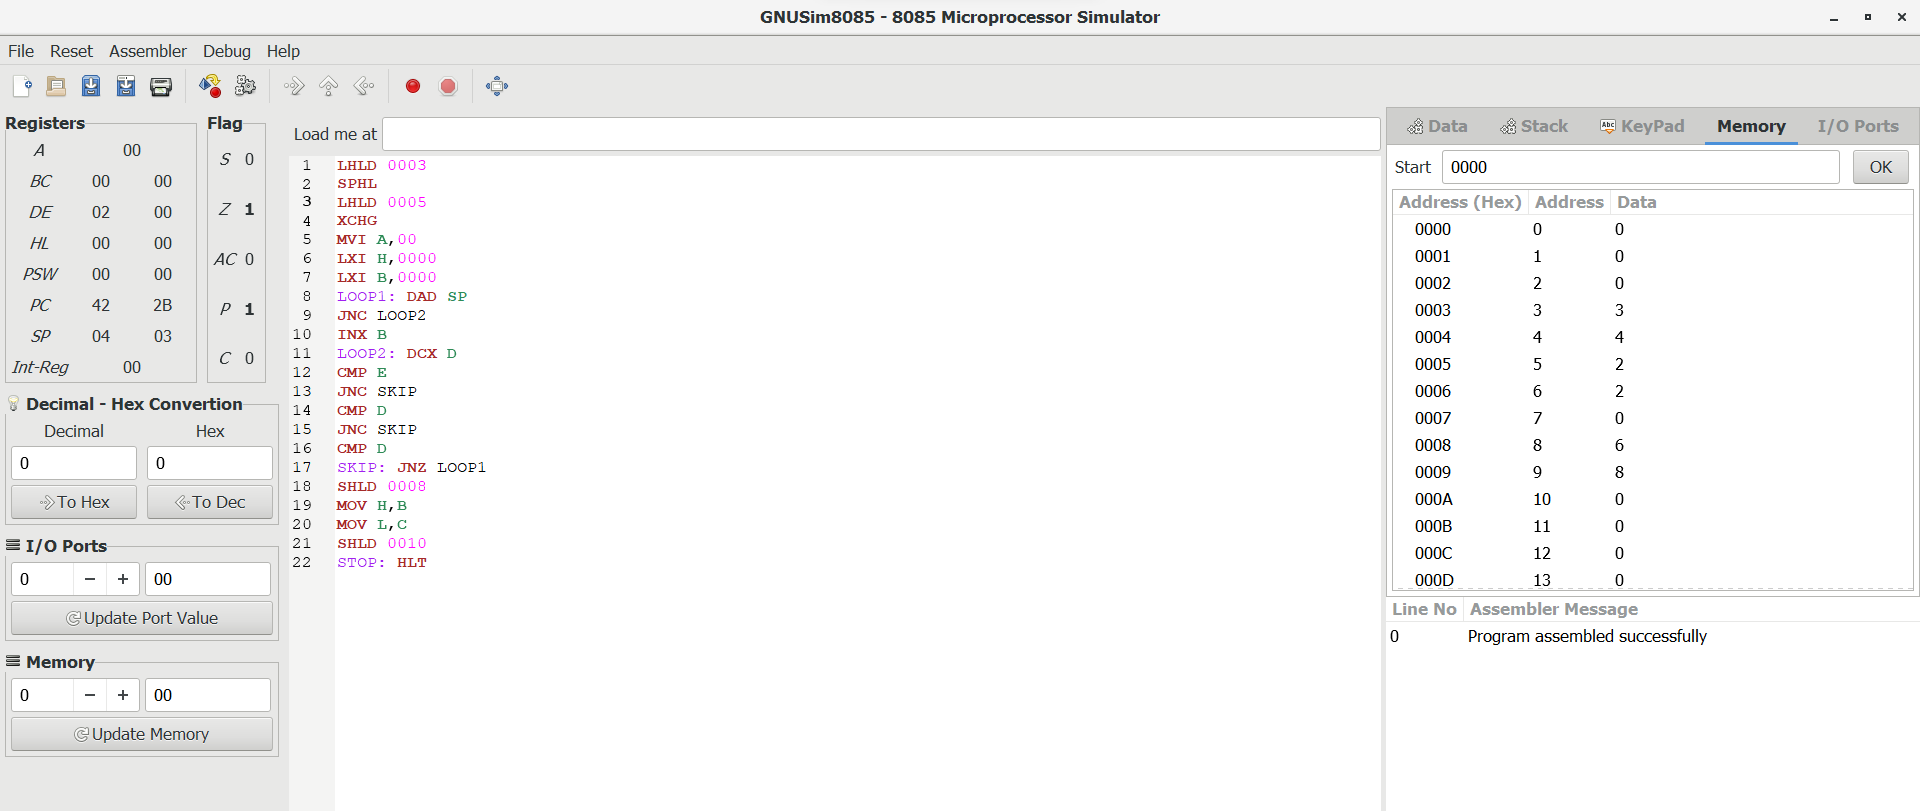 GNUSim8085 - 8085 Microprocessor Simulator
File Reset Assembler Debug Help
Registers
A 00
BC 00 00
DE 02 00
HL 00 00
PSW 00 00
PC 42 2B
SP 04 03
Int-Reg 00
Flag
S 0
Z 1
AC 0
P 1
C 0
Decimal - Hex Convertion
Decimal Hex
0 0
To Hex To Dec
I/O Ports
0 − + 00
Update Port Value
Memory
0 − + 00
Update Memory
Load me at
1 LHLD 0003
2 SPHL
3 LHLD 0005
4 XCHG
5 MVI A,00
6 LXI H,0000
7 LXI B,0000
8 LOOP1: DAD SP
9 JNC LOOP2
10 INX B
11 LOOP2: DCX D
12 CMP E
13 JNC SKIP
14 CMP D
15 JNC SKIP
16 CMP D
17 SKIP: JNZ LOOP1
18 SHLD 0008
19 MOV H,B
20 MOV L,C
21 SHLD 0010
22 STOP: HLT
Data Stack Abc KeyPad Memory I/O Ports
Start 0000 OK
Address (Hex) Address Data
0000 0 0
0001 1 0
0002 2 0
0003 3 3
0004 4 4
0005 5 2
0006 6 2
0007 7 0
0008 8 6
0009 9 8
000A 10 0
000B 11 0
000C 12 0
000D 13 0
Line No Assembler Message
0 Program assembled successfully